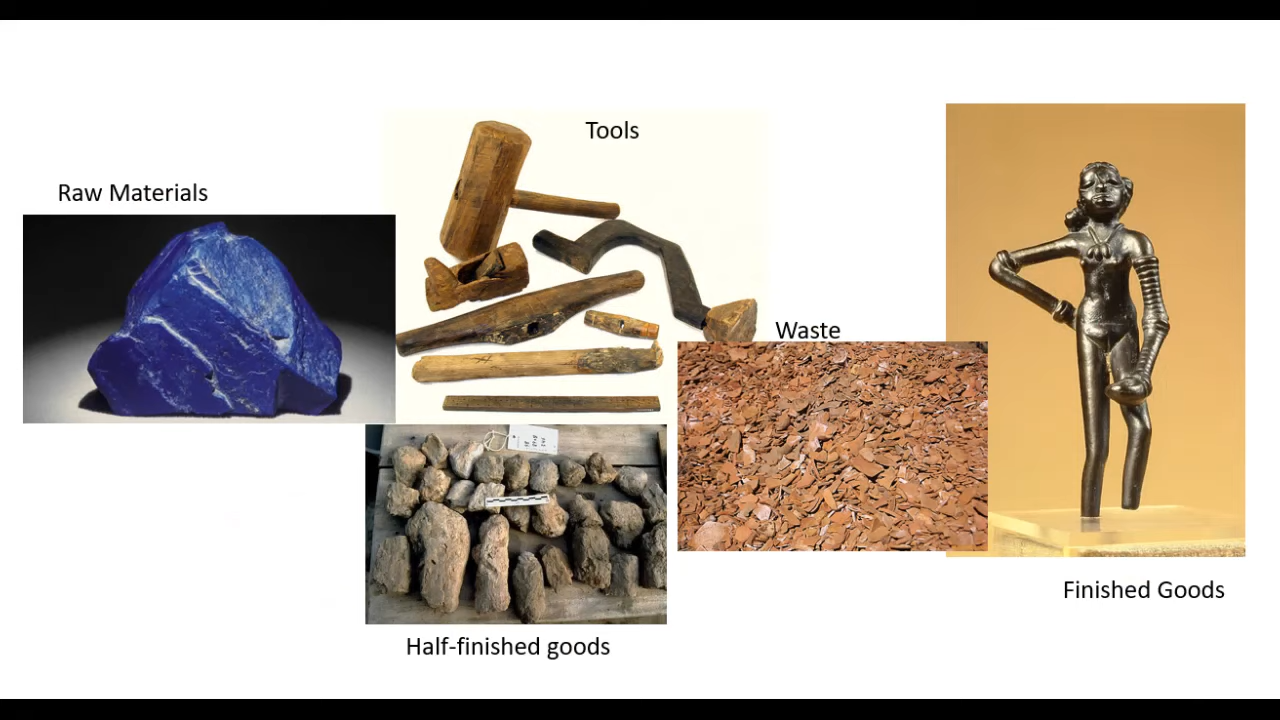 Tools
Raw Materials
Waste
Finished Goods
Half-finished goods